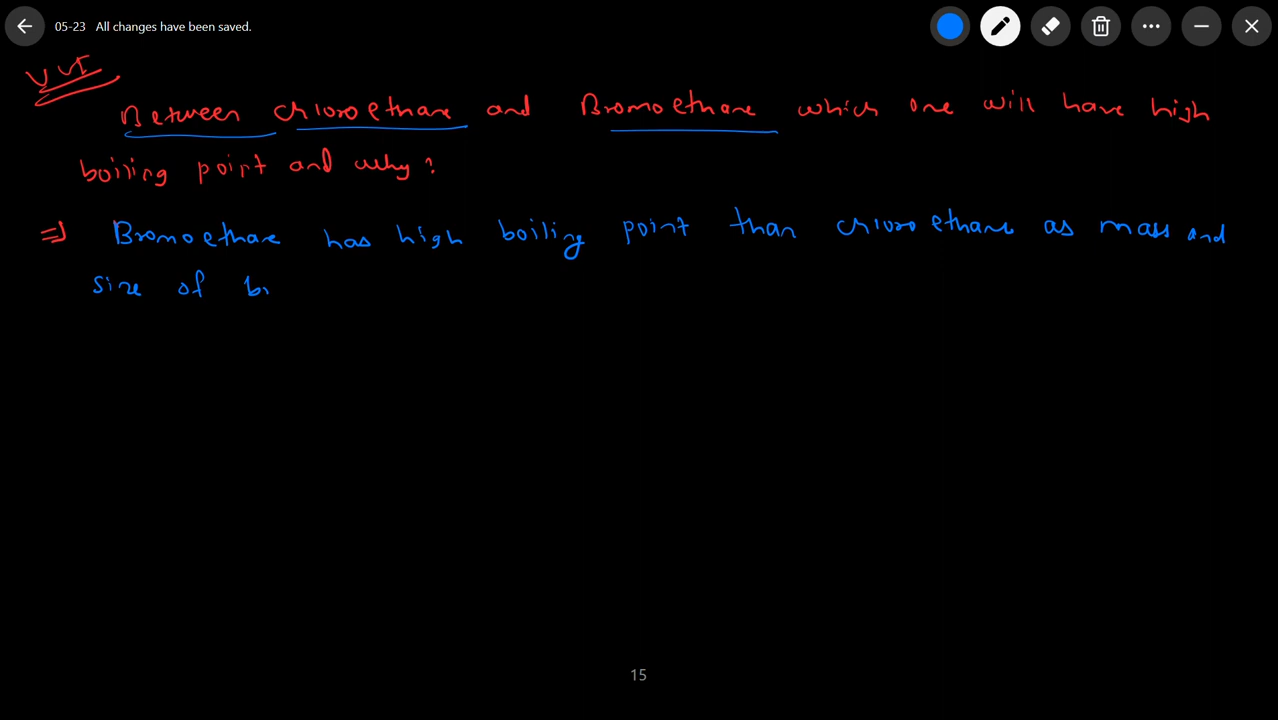 05-23 All changes have been saved.
VVI
Between chloroethane and Bromoethane which one will have high
boiling point and why?
=> Bromoethane has high boiling point than chloroethane as mass and
size of br
15